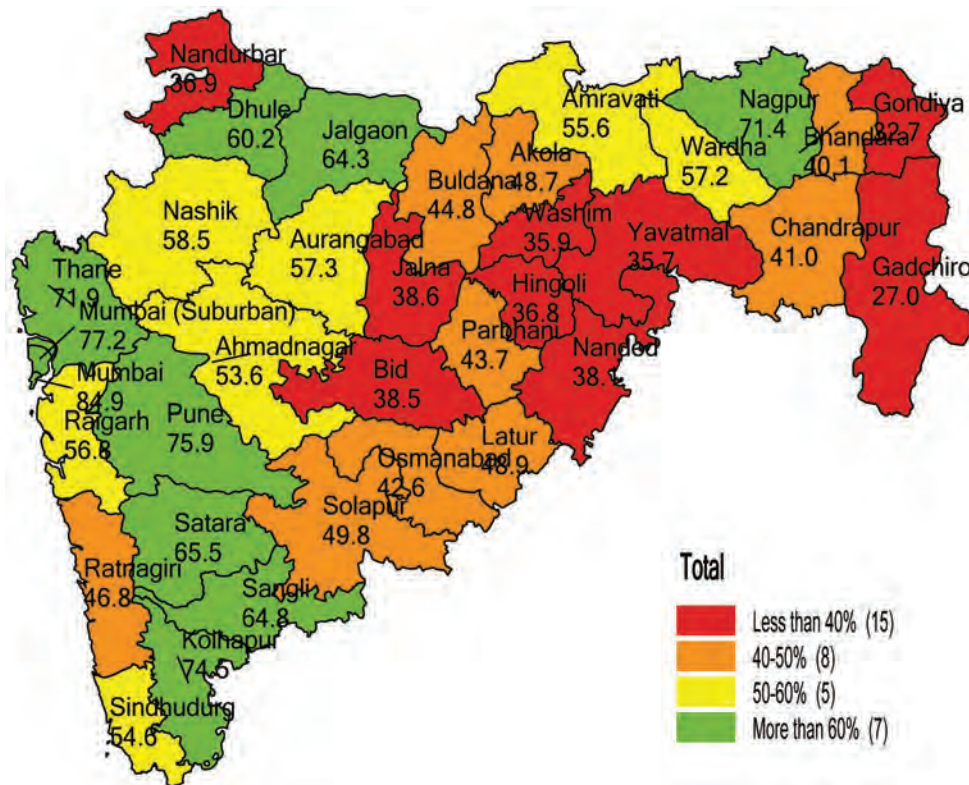 Nandurbar
36.9
Dhule
60.2
Jalgaon
64.3
Amravati
55.6
Nagpur
71.4
Gondiya
32.7
Bhandara
40.1
Wardha
57.2
Akola
48.7
Buldana
44.8
Nashik
58.5
Aurangabad
57.3
Washim
35.9
Yavatmal
35.7
Chandrapur
41.0
Gadchiro
27.0
Thane
71.9
Jalna
38.6
Hingoli
36.8
Mumbai (Suburban)
77.2
Ahmadnagar
53.6
Parbhani
43.7
Nanded
38.1
Mumbai
84.9
Bid
38.5
Raigarh
56.8
Pune
75.9
Latur
48.9
Osmanabad
42.6
Solapur
49.8
Satara
65.5
Ratnagiri
46.8
Sangli
64.8
Kolhapur
74.5
Sindhudurg
54.6
Total
Less than 40% (15)
40-50% (8)
50-60% (5)
More than 60% (7)